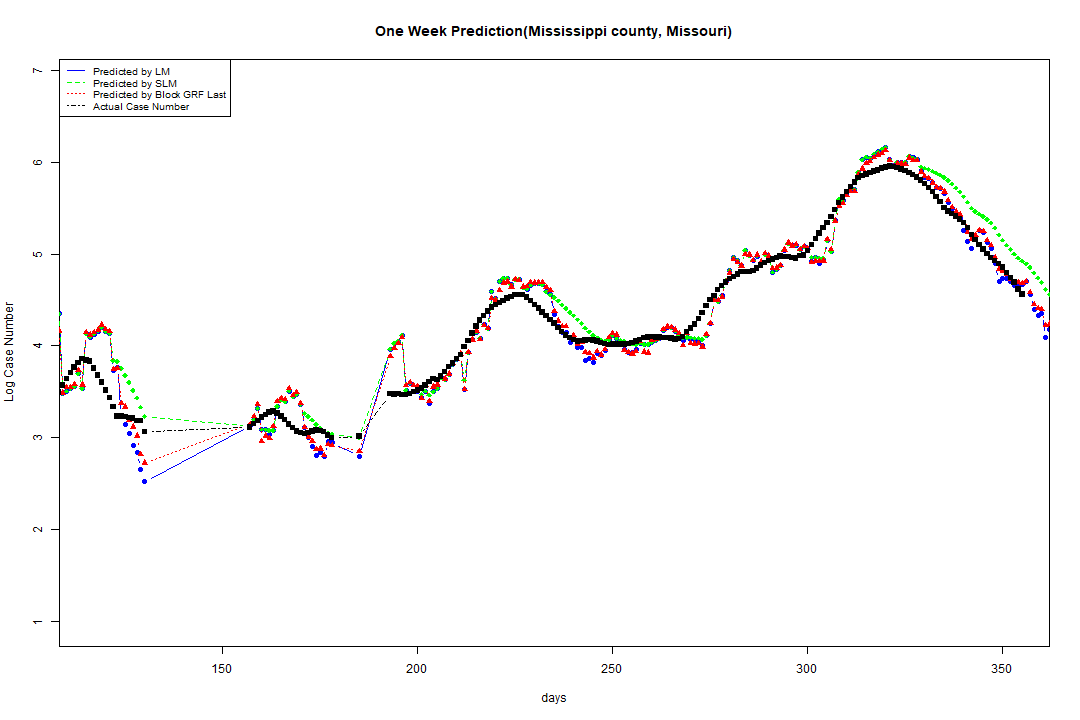 One Week Prediction(Mississippi county, Missouri)
Predicted by LM
Predicted by SLM
Predicted by Block GRF Last
Actual Case Number
7
6
5
4
3
2
1
Log Case Number
150
200
250
300
350
days